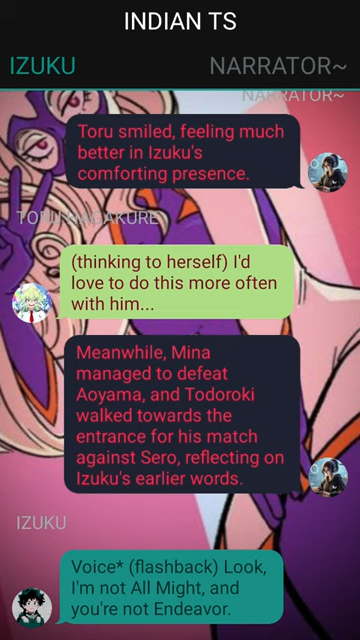 INDIAN TS
IZUKU
NARRATOR~
NARRATOR~
Toru smiled, feeling much
better in Izuku's
comforting presence.
TORU HAGAKURE
(thinking to herself) I'd
love to do this more often
with him...
Meanwhile, Mina
managed to defeat
Aoyama, and Todoroki
walked towards the
entrance for his match
against Sero, reflecting on
Izuku's earlier words.
IZUKU
Voice* (flashback) Look,
I'm not All Might, and
you're not Endeavor.